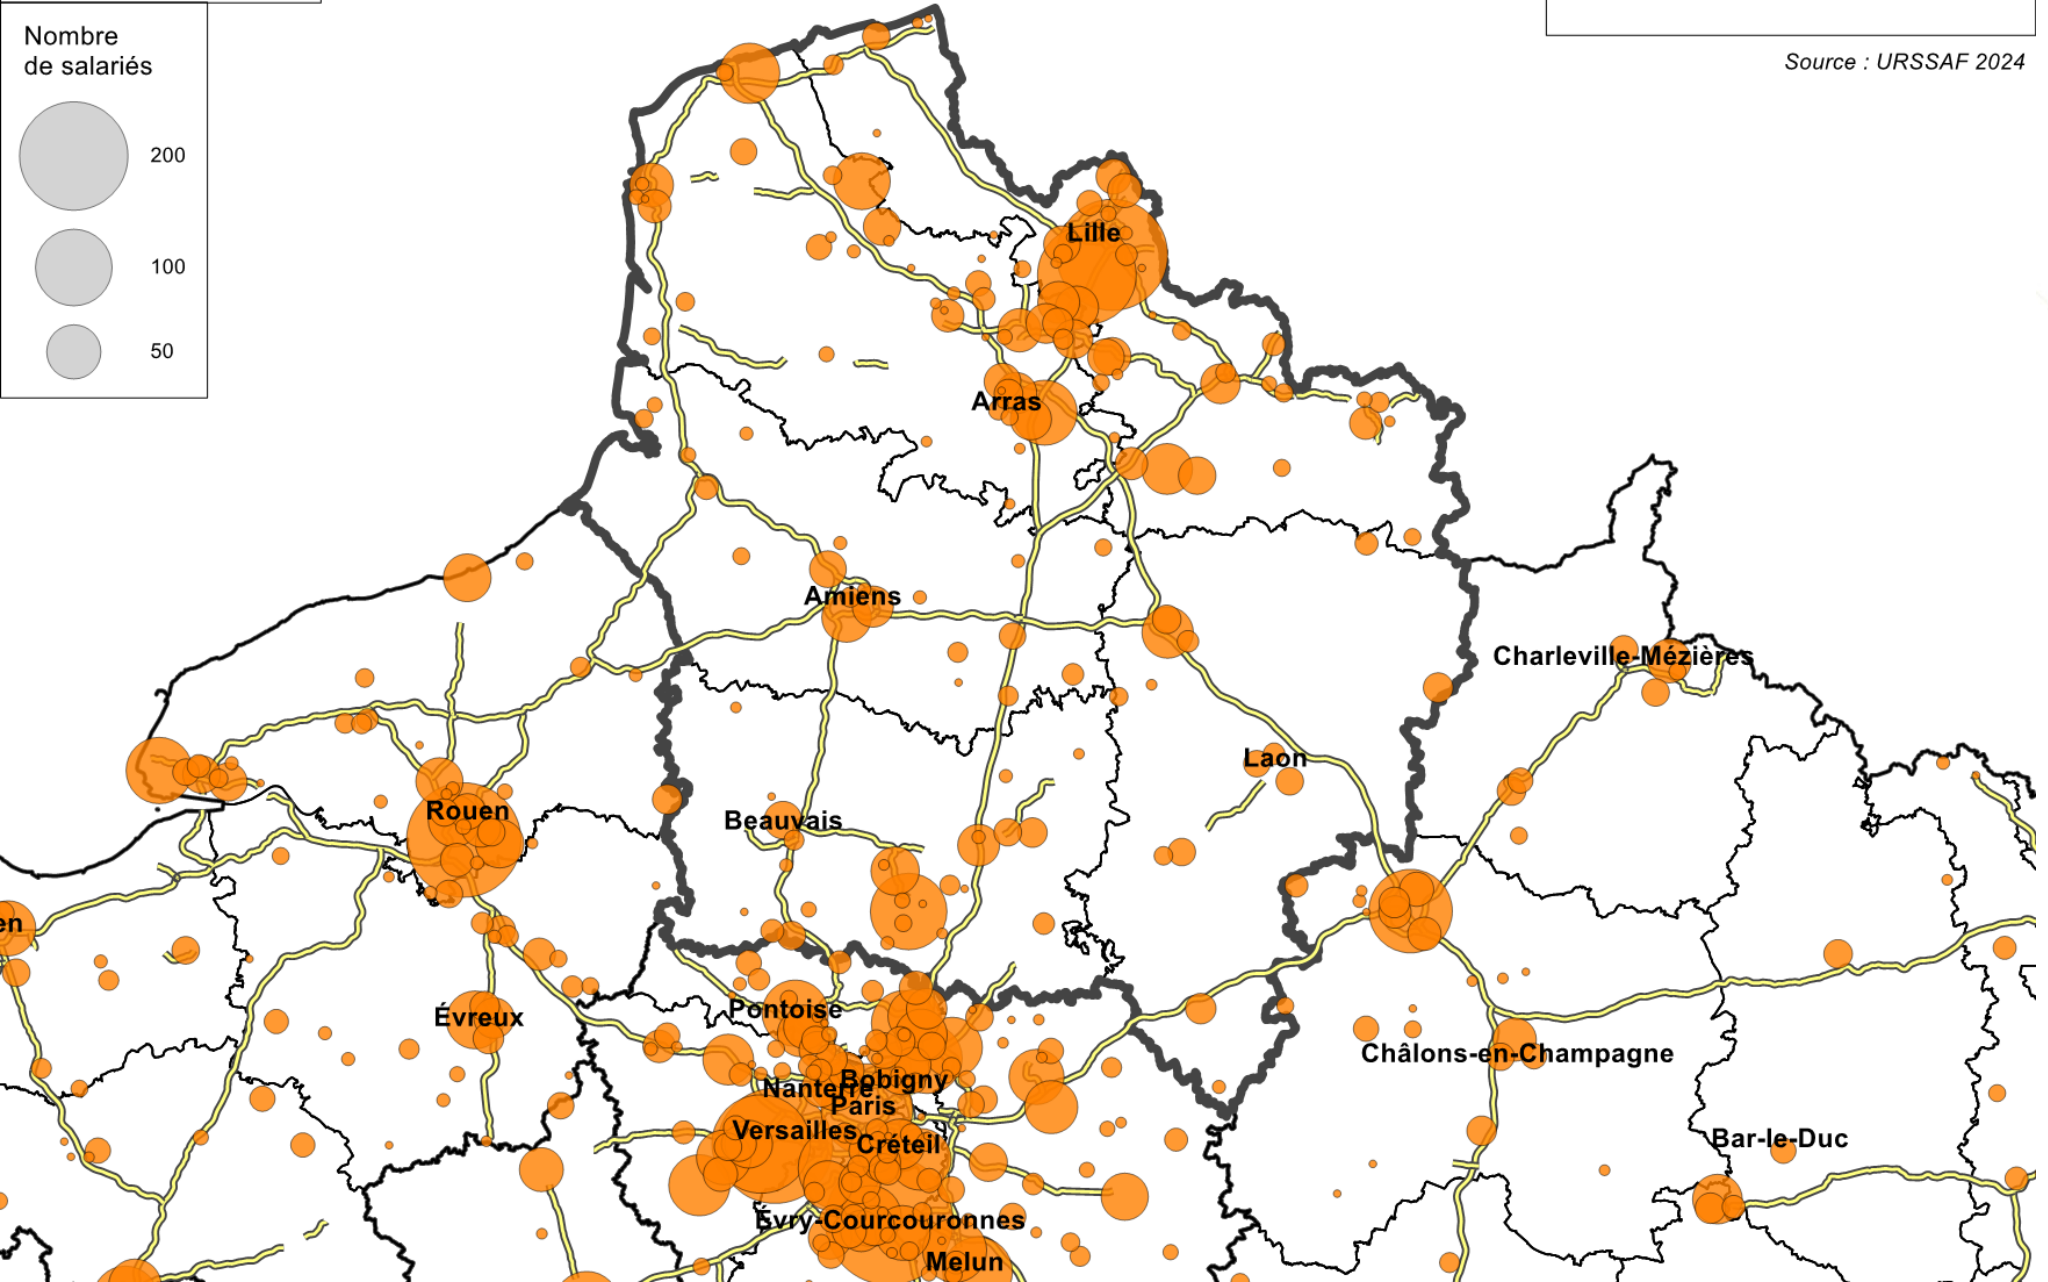 Nombre
de salariés
200
100
50
Source : URSSAF 2024
Lille
Arras
Amiens
Charleville-Mézières
Laon
Rouen
Beauvais
en
Pontoise
Évreux
Châlons-en-Champagne
Bobigny
Nanterre
Paris
Versailles
Créteil
Bar-le-Duc
Évry-Courcouronnes
Melun